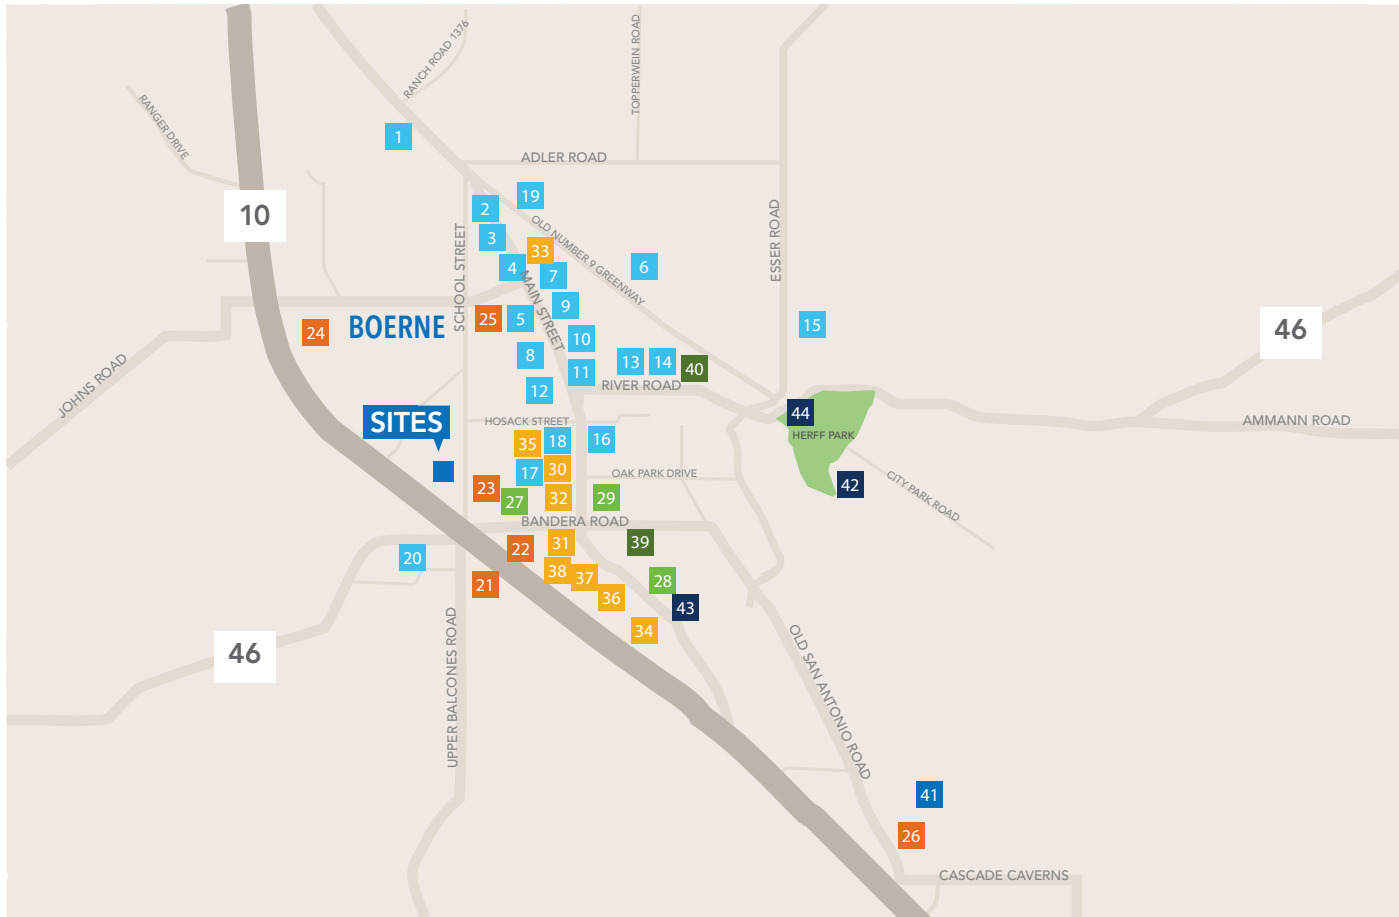 RANCH ROAD 1376
TOPPERWEIN ROAD
RANGER DRIVE
1
ADLER ROAD
10
19
2
OLD NUMBER 9 GREENWAY
ESSER ROAD
SCHOOL STREET
3
33
4
7
6
MAIN STREET
9
25
5
15
46
24
BOERNE
10
8
13
14
40
11
JOHNS ROAD
12
RIVER ROAD
44
SITES
HOSACK STREET
AMMANN ROAD
35
18
16
HERFF PARK
17
30
OAK PARK DRIVE
42
CITY PARK ROAD
23
27
32
29
BANDERA ROAD
22
31
39
20
21
38
37
28
36
43
34
46
UPPER BALCONES ROAD
OLD SAN ANTONIO ROAD
41
26
CASCADE CAVERNS